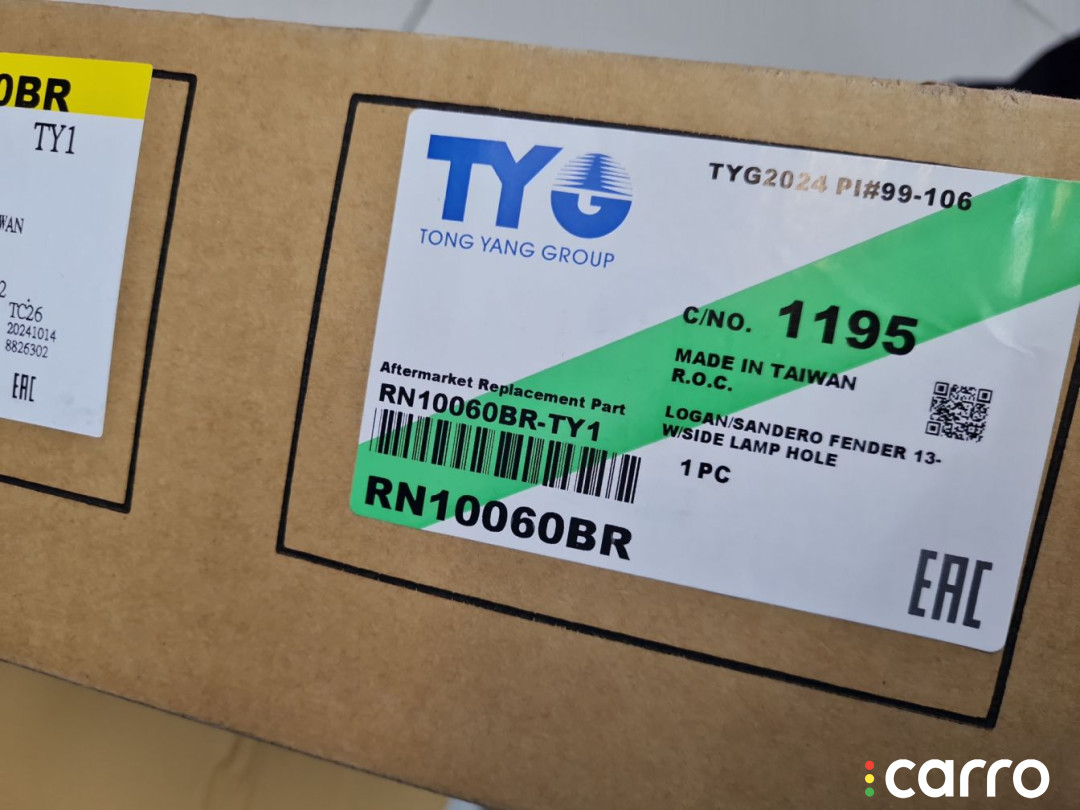 0BR
TY1
WAN
2
TC26
20241014
8826302
EAC
TYG
TONG YANG GROUP
TYG2024 PI#99-106
C/NO. 1195
MADE IN TAIWAN
R.O.C.
Aftermarket Replacement Part
RN10060BR-TY1
LOGAN/SANDERO FENDER 13-
W/SIDE LAMP HOLE
1 PC
RN10060BR
EAC
carro